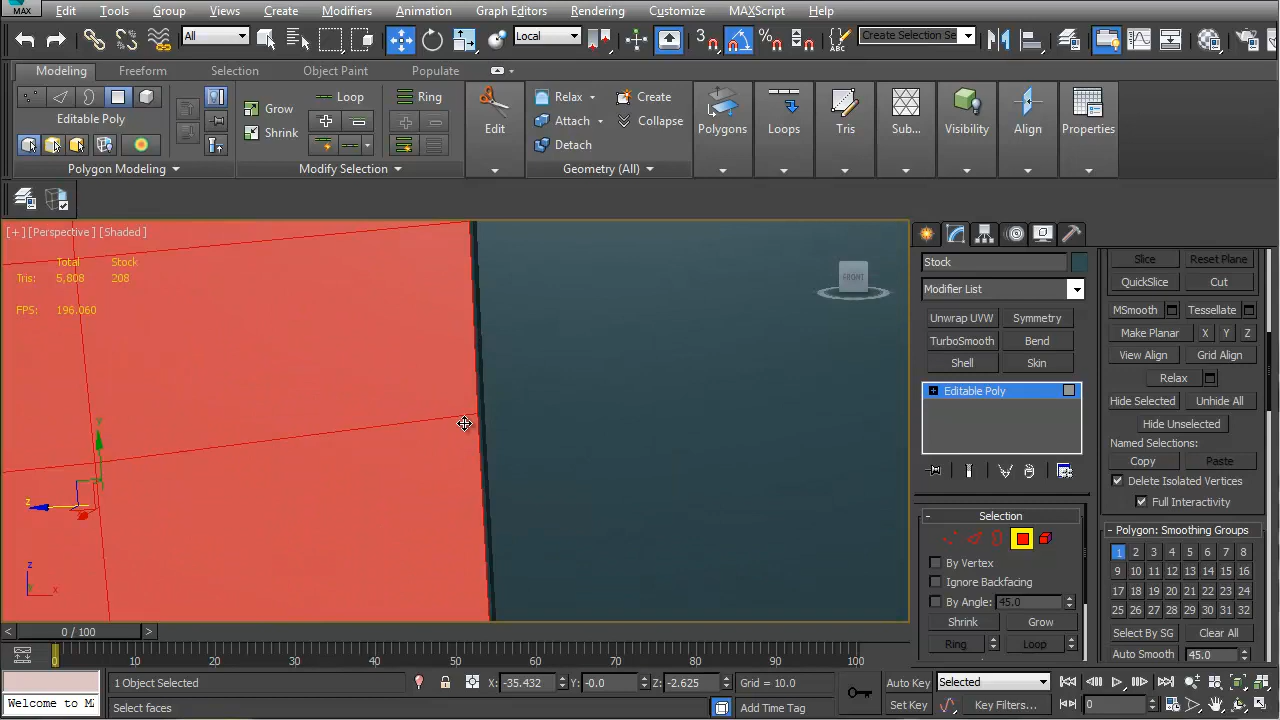 MAX
Edit Tools Group Views Create Modifiers Animation Graph Editors Rendering Customize MAXScript Help
All Local 3 Create Selection Se
Modeling Freeform Selection Object Paint Populate
Editable Poly
Polygon Modeling
Grow
Shrink
Loop Ring
Modify Selection
Edit
Relax Create
Attach Collapse
Detach
Geometry (All)
Polygons Loops Tris Sub... Visibility Align Properties
[+] [Perspective] [Shaded]
Total Stock
Tris: 5,808 208
FPS: 196.060
FRONT
Y
z
z
x
Stock
Modifier List
Unwrap UVW Symmetry
TurboSmooth Bend
Shell Skin
Editable Poly
- Selection
By Vertex
Ignore Backfacing
By Angle: 45.0
Shrink Grow
Ring Loop
Slice Reset Plane
QuickSlice Cut
MSmooth Tessellate
Make Planar X Y Z
View Align Grid Align
Relax
Hide Selected Unhide All
Hide Unselected
Named Selections:
Copy Paste
Delete Isolated Vertices
Full Interactivity
- Polygon: Smoothing Groups
1 2 3 4 5 6 7 8
9 10 11 12 13 14 15 16
17 18 19 20 21 22 23 24
25 26 27 28 29 30 31 32
Select By SG Clear All
Auto Smooth 45.0
< 0 / 100 >
0 10 20 30 40 50 60 70 80 90 100
1 Object Selected X: -35.432 Y: -0.0 Z: -2.625 Grid = 10.0 Auto Key Selected
Welcome to M Select faces Add Time Tag Set Key Key Filters... 0